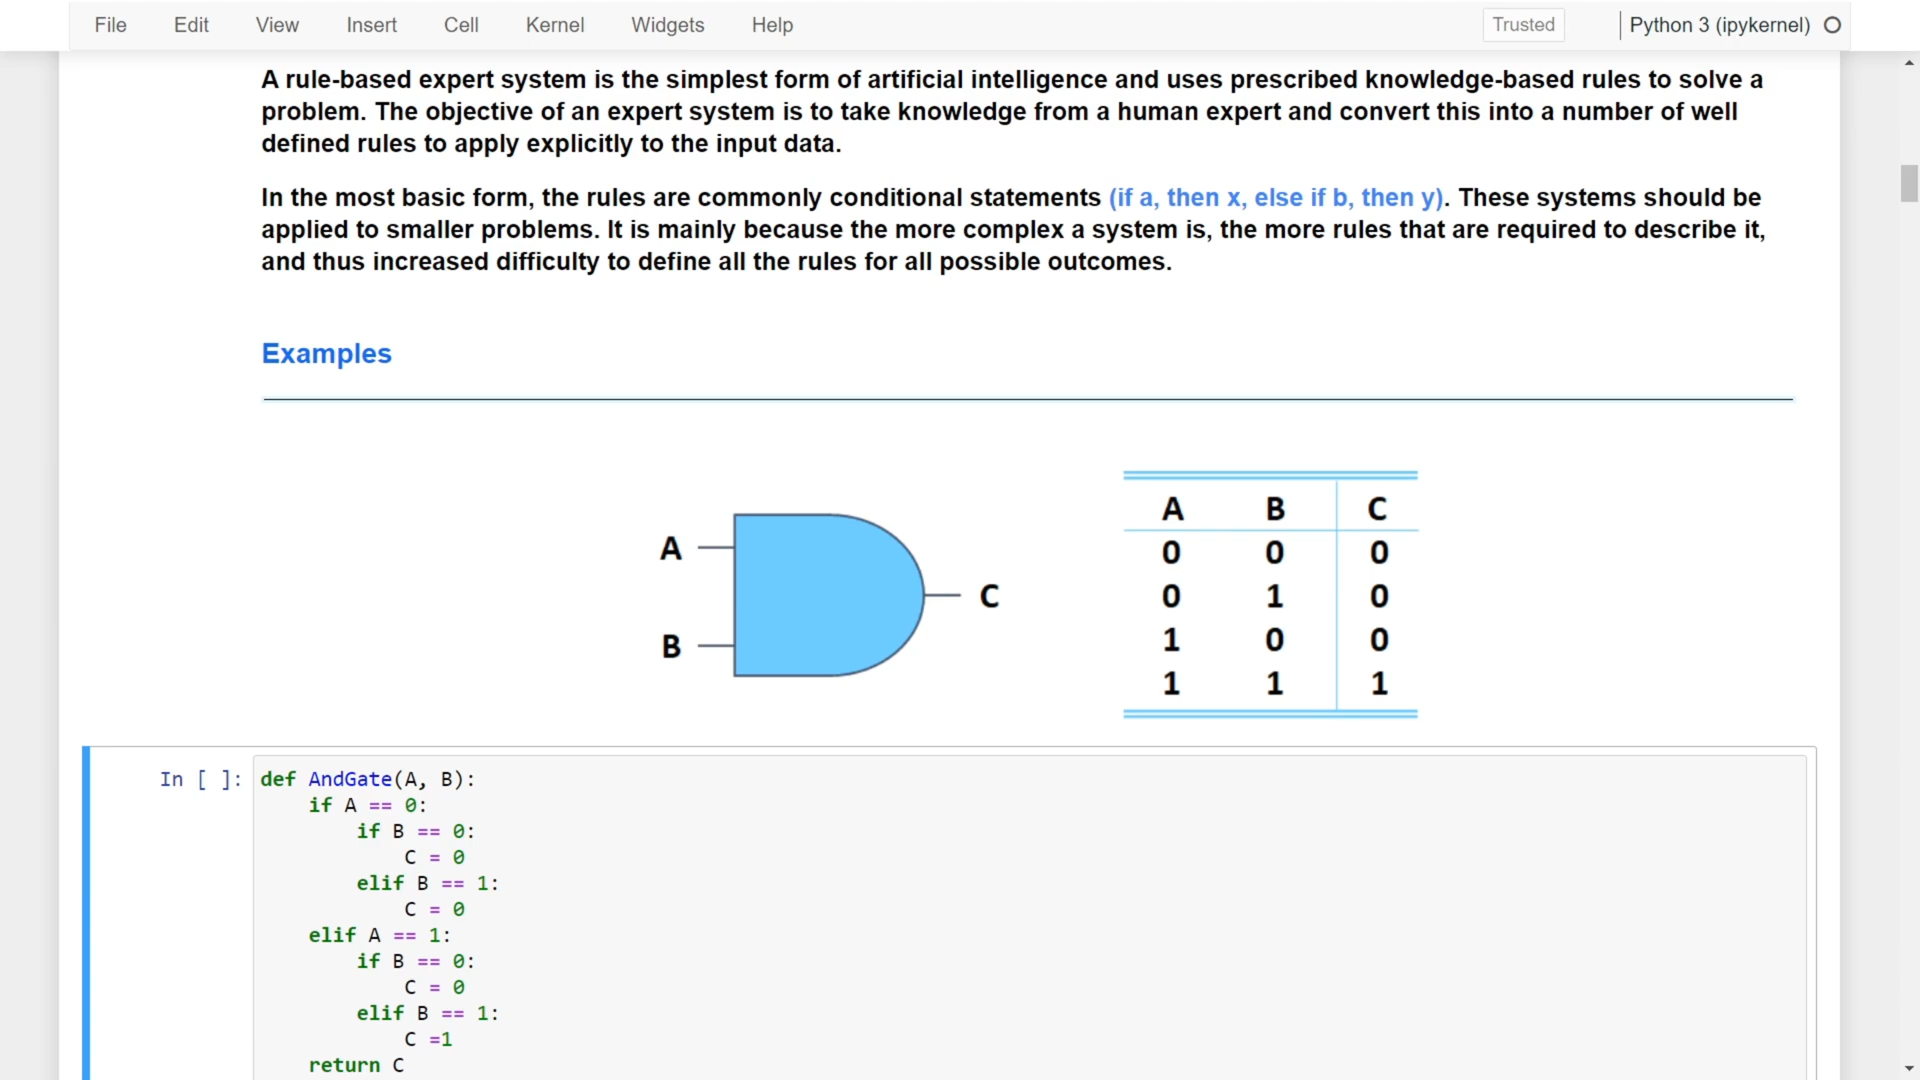 File Edit View Insert Cell Kernel Widgets Help Trusted Python 3 (ipykernel)
A rule-based expert system is the simplest form of artificial intelligence and uses prescribed knowledge-based rules to solve a
problem. The objective of an expert system is to take knowledge from a human expert and convert this into a number of well
defined rules to apply explicitly to the input data.
In the most basic form, the rules are commonly conditional statements (if a, then x, else if b, then y). These systems should be
applied to smaller problems. It is mainly because the more complex a system is, the more rules that are required to describe it,
and thus increased difficulty to define all the rules for all possible outcomes.
Examples
A
B
C
A B C
0 0 0
0 1 0
1 0 0
1 1 1
In [ ]: def AndGate(A, B):
    if A == 0:
        if B == 0:
            C = 0
        elif B == 1:
            C = 0
    elif A == 1:
        if B == 0:
            C = 0
        elif B == 1:
            C =1
    return C